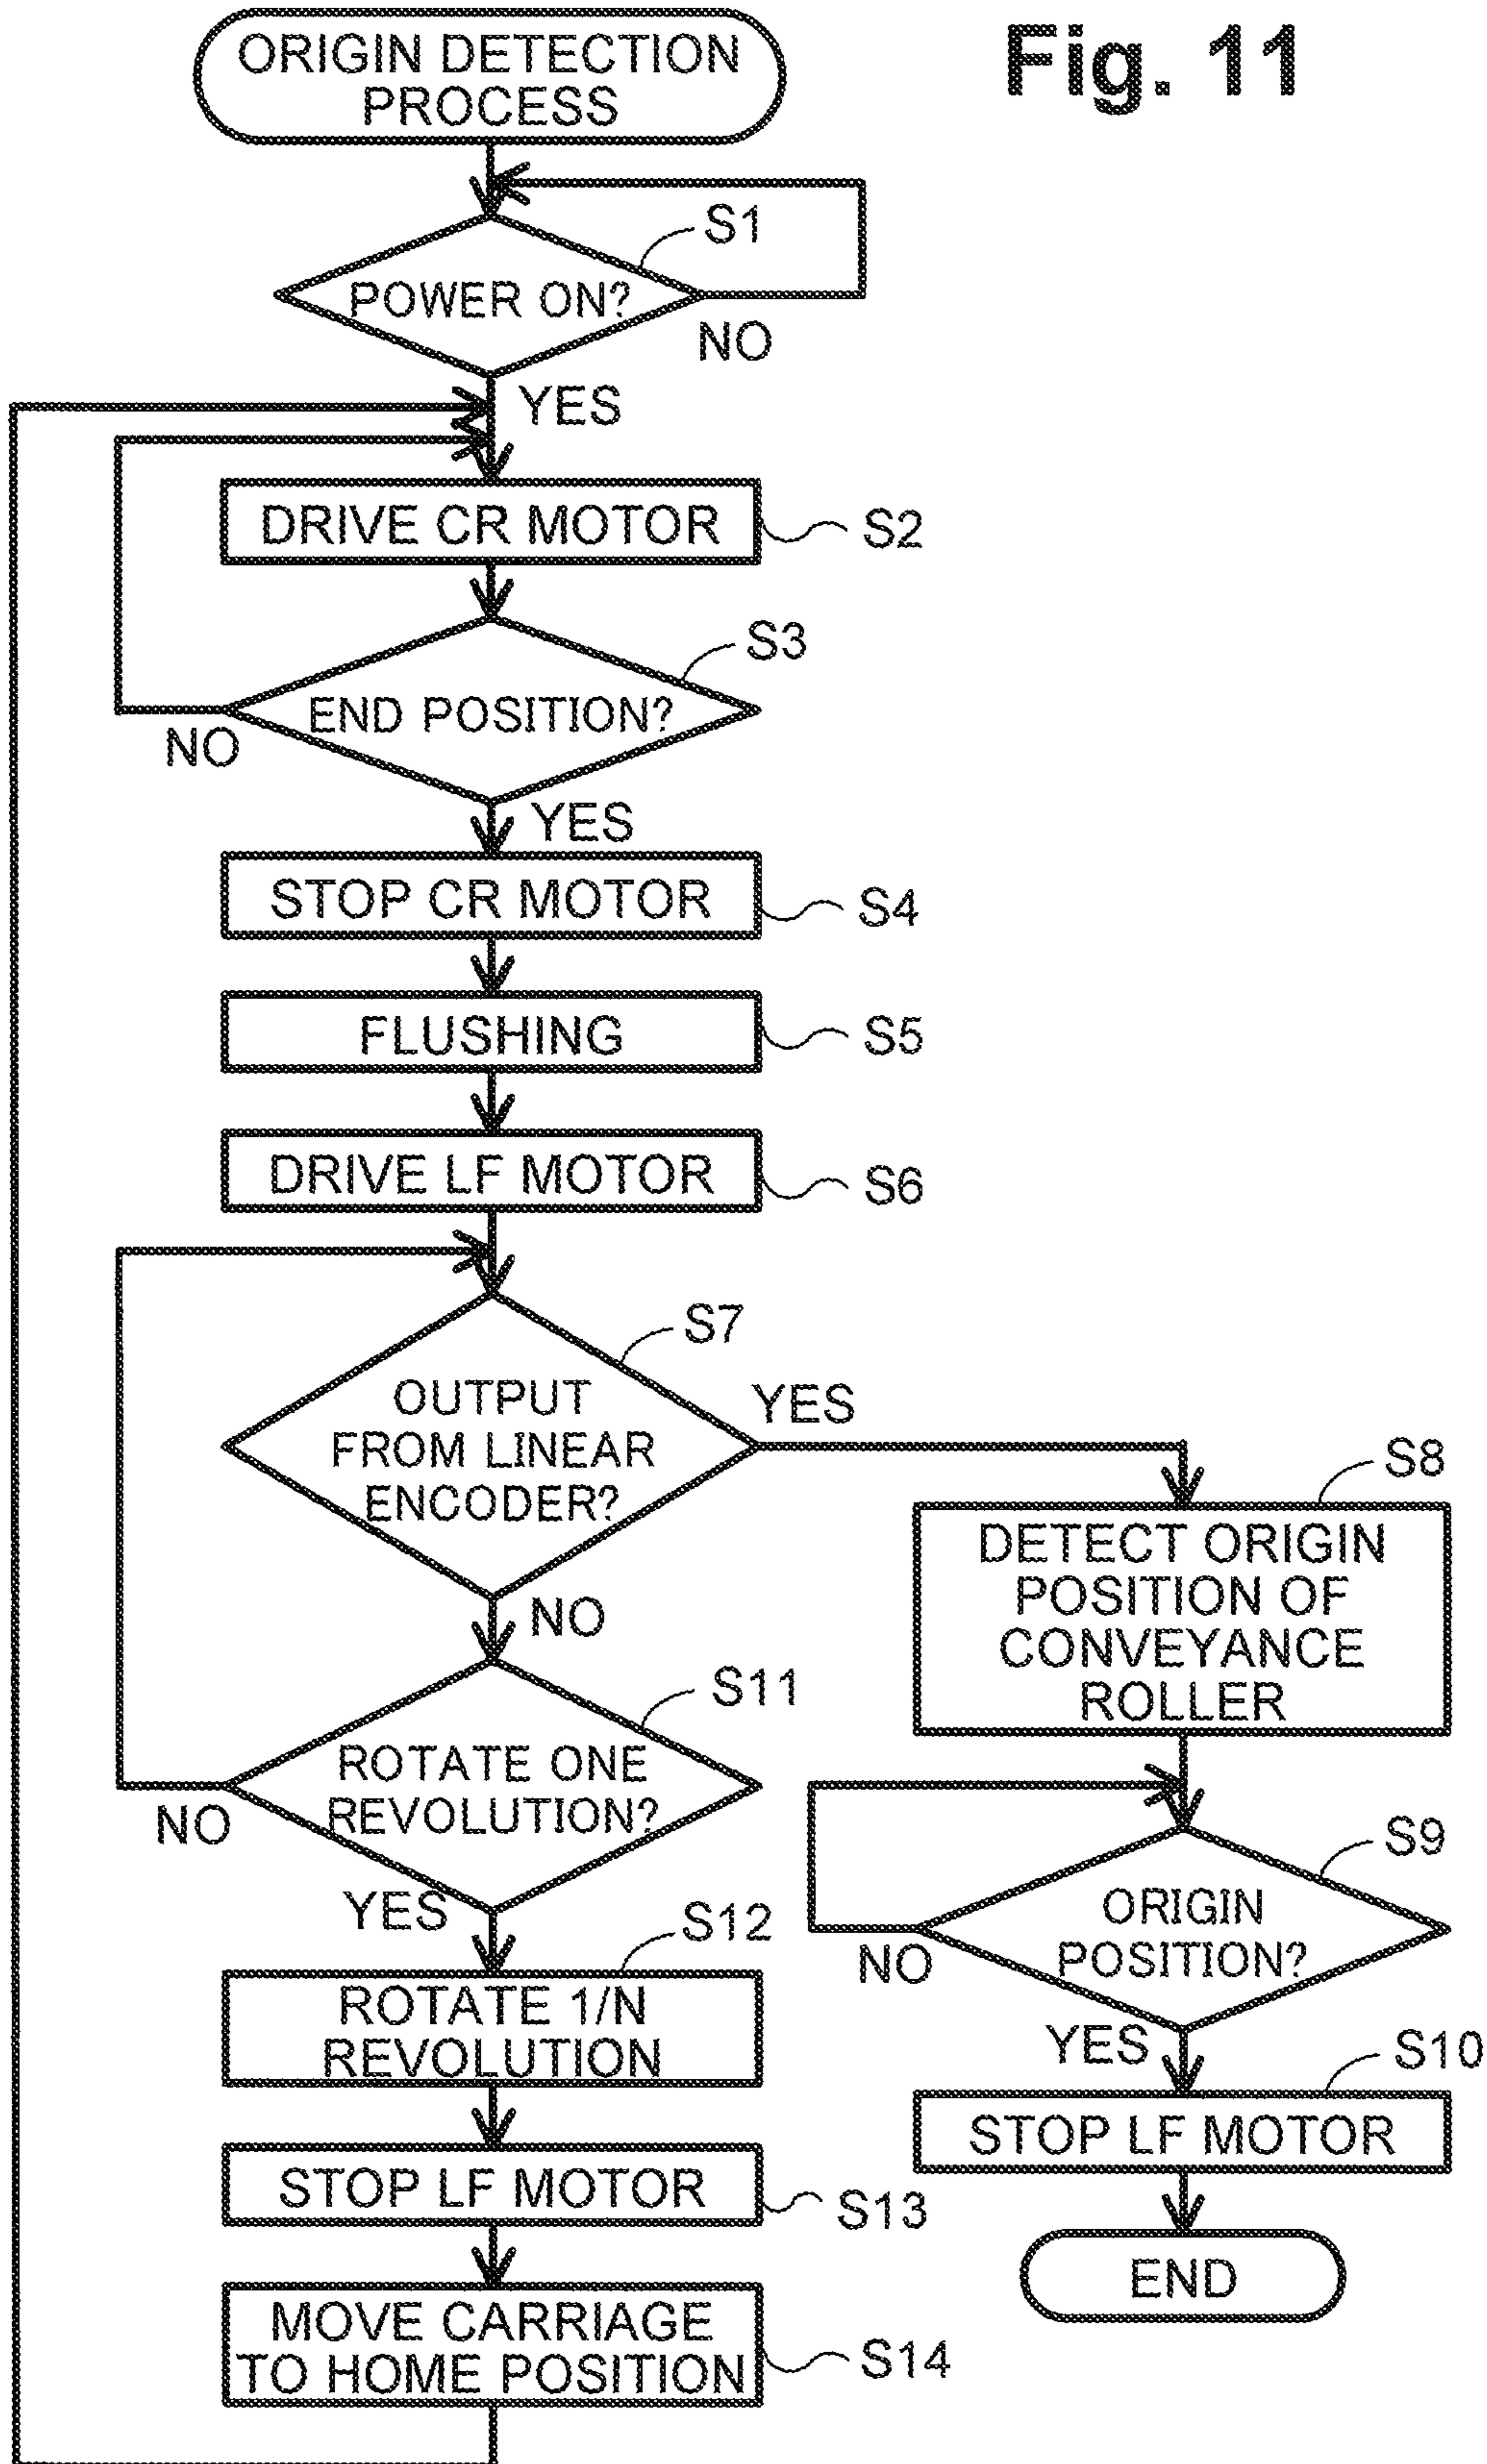 Fig. 11
ORIGIN DETECTION
PROCESS
S1
POWER ON?
NO
YES
DRIVE CR MOTOR
S2
S3
END POSITION?
NO
YES
STOP CR MOTOR
S4
FLUSHING
S5
DRIVE LF MOTOR
S6
S7
OUTPUT
FROM LINEAR
ENCODER?
YES
NO
S8
DETECT ORIGIN
POSITION OF
CONVEYANCE
ROLLER
S9
ORIGIN
POSITION?
NO
YES
S10
STOP LF MOTOR
END
S11
ROTATE ONE
REVOLUTION?
NO
YES
S12
ROTATE 1/N
REVOLUTION
STOP LF MOTOR
S13
MOVE CARRIAGE
TO HOME POSITION
S14